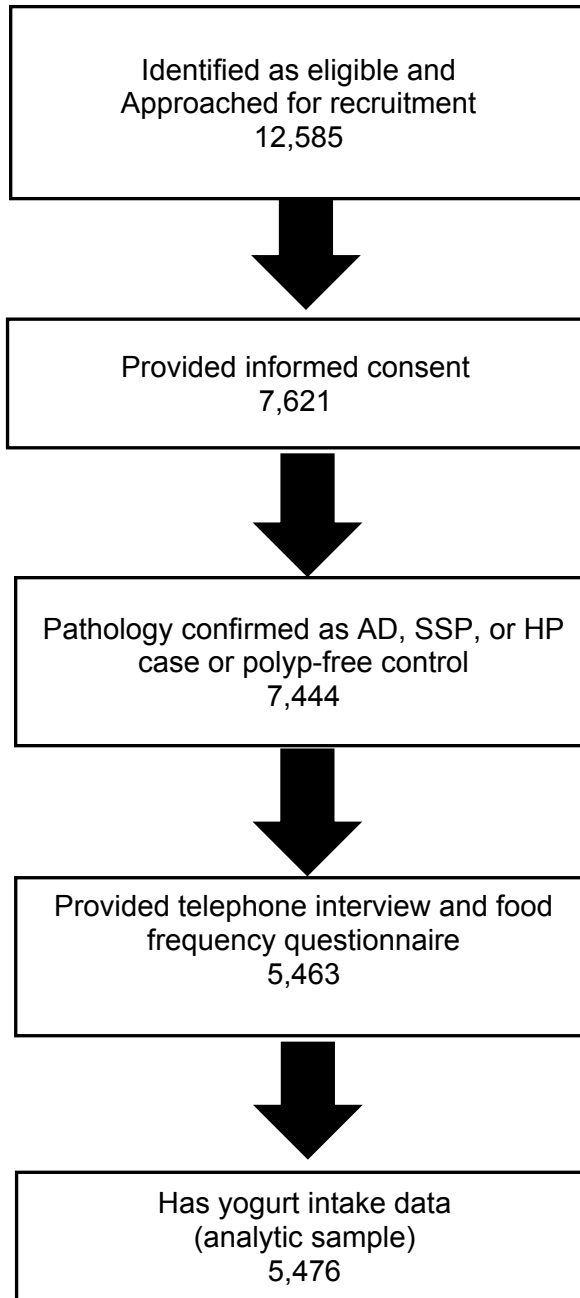 Identified as eligible and
Approached for recruitment
12,585
Provided informed consent
7,621
Pathology confirmed as AD, SSP, or HP
case or polyp-free control
7,444
Provided telephone interview and food
frequency questionnaire
5,463
Has yogurt intake data
(analytic sample)
5,476